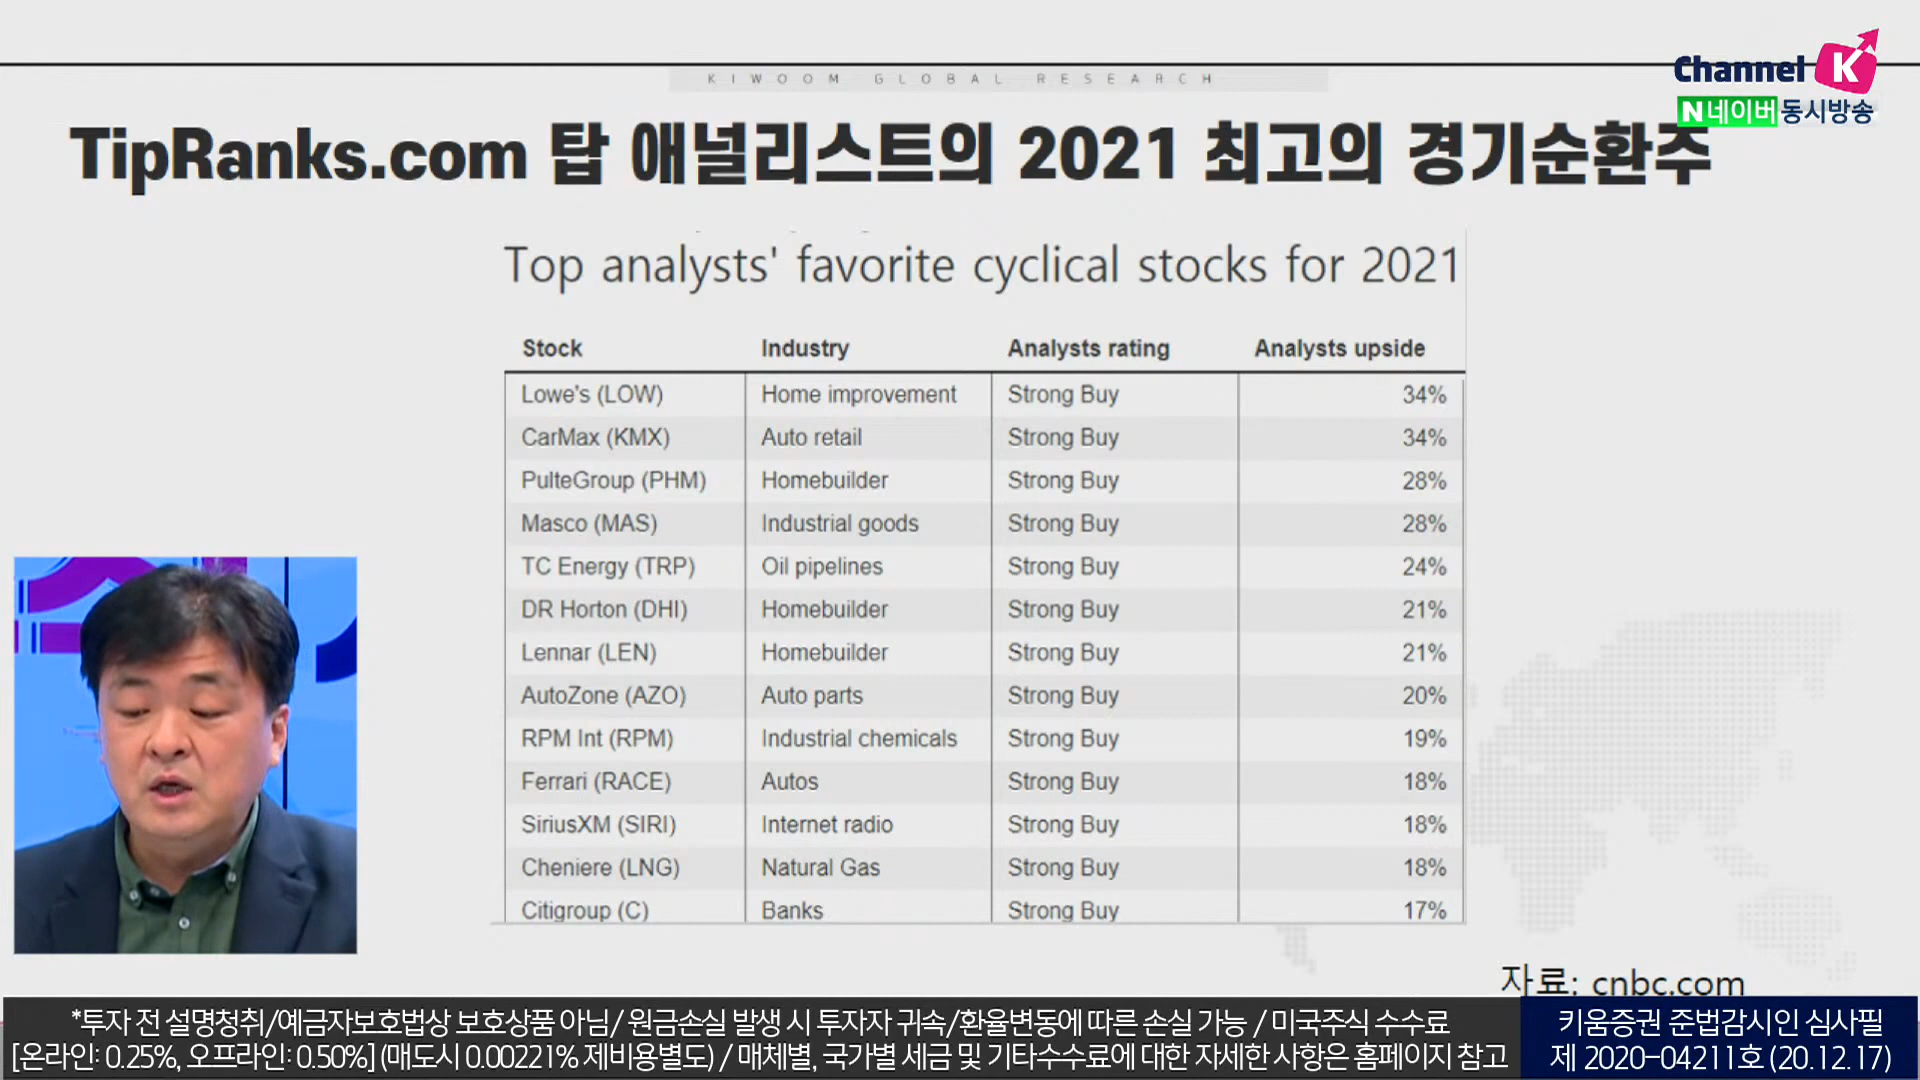 KIWOOM GLOBAL RESEARCH
Channel K
N네이버동시방송
TipRanks.com 탑 애널리스트의 2021 최고의 경기순환주
Top analysts' favorite cyclical stocks for 2021
Stock Industry Analysts rating Analysts upside
Lowe's (LOW) Home improvement Strong Buy 34%
CarMax (KMX) Auto retail Strong Buy 34%
PulteGroup (PHM) Homebuilder Strong Buy 28%
Masco (MAS) Industrial goods Strong Buy 28%
TC Energy (TRP) Oil pipelines Strong Buy 24%
DR Horton (DHI) Homebuilder Strong Buy 21%
Lennar (LEN) Homebuilder Strong Buy 21%
AutoZone (AZO) Auto parts Strong Buy 20%
RPM Int (RPM) Industrial chemicals Strong Buy 19%
Ferrari (RACE) Autos Strong Buy 18%
SiriusXM (SIRI) Internet radio Strong Buy 18%
Cheniere (LNG) Natural Gas Strong Buy 18%
Citigroup (C) Banks Strong Buy 17%
자료: cnbc.com
*투자 전 설명청취/예금자보호법상 보호상품 아님/ 원금손실 발생 시 투자자 귀속/환율변동에 따른 손실 가능 / 미국주식 수수료
[온라인: 0.25%, 오프라인: 0.50%] (매도시 0.00221% 제비용별도) / 매체별, 국가별 세금 및 기타수수료에 대한 자세한 사항은 홈페이지 참고
키움증권 준법감시인 심사필
제 2020-04211호 (20.12.17)